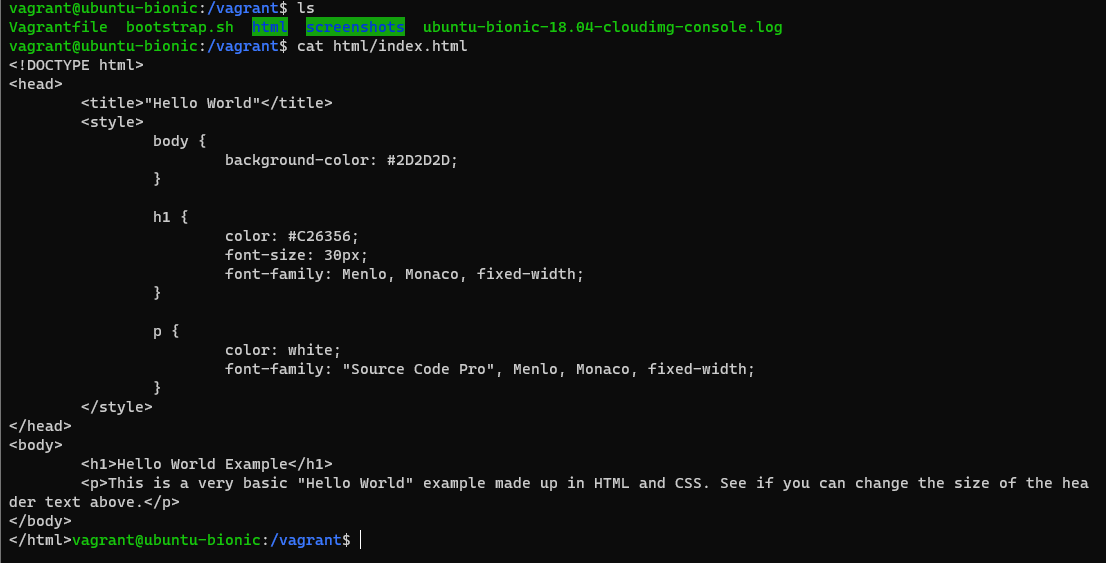 vagrant@ubuntu-bionic:/vagrant$ ls
Vagrantfile  bootstrap.sh  html  screenshots  ubuntu-bionic-18.04-cloudimg-console.log
vagrant@ubuntu-bionic:/vagrant$ cat html/index.html
<!DOCTYPE html>
<head>
        <title>"Hello World"</title>
        <style>
                body {
                        background-color: #2D2D2D;
                }

                h1 {
                        color: #C26356;
                        font-size: 30px;
                        font-family: Menlo, Monaco, fixed-width;
                }

                p {
                        color: white;
                        font-family: "Source Code Pro", Menlo, Monaco, fixed-width;
                }
        </style>
</head>
<body>
        <h1>Hello World Example</h1>
        <p>This is a very basic "Hello World" example made up in HTML and CSS. See if you can change the size of the hea
der text above.</p>
</body>
</html>vagrant@ubuntu-bionic:/vagrant$